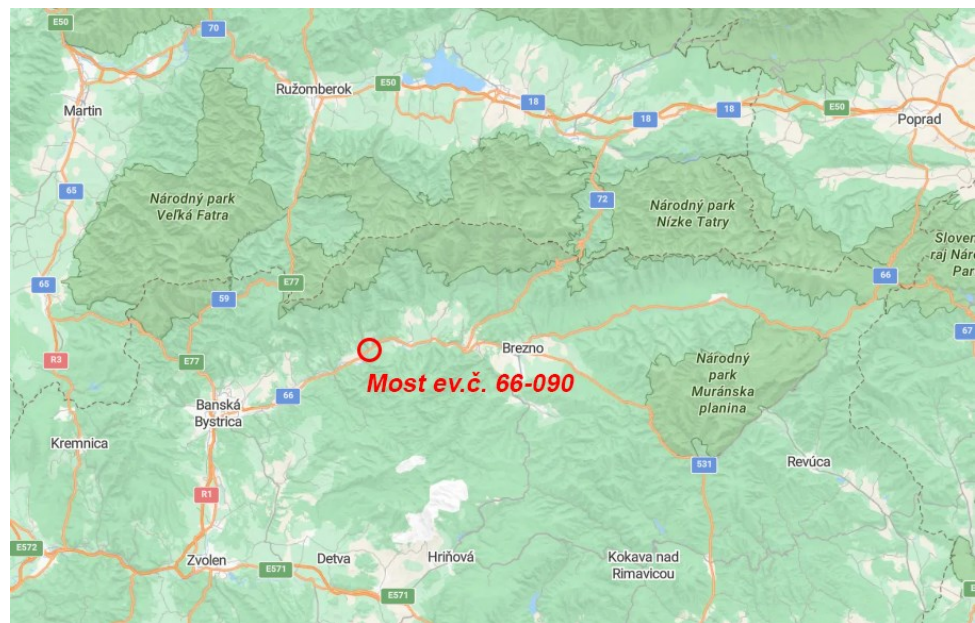 E50
70
Ružomberok
E50
Martin
18
18
18
E50
Poprad
65
Národný park
Veľká Fatra
72
Národný park
Nízke Tatry
Sloven
raj Náro
Par
65
E77
59
66
67
R3
E77
Brezno
Národný
park
Muránska
planina
Most ev.č. 66-090
66
Banská
Bystrica
Kremnica
531
Revúca
R1
E572
Zvolen
Detva
Hriňová
Kokava nad
Rimavicou
E571
E571
E